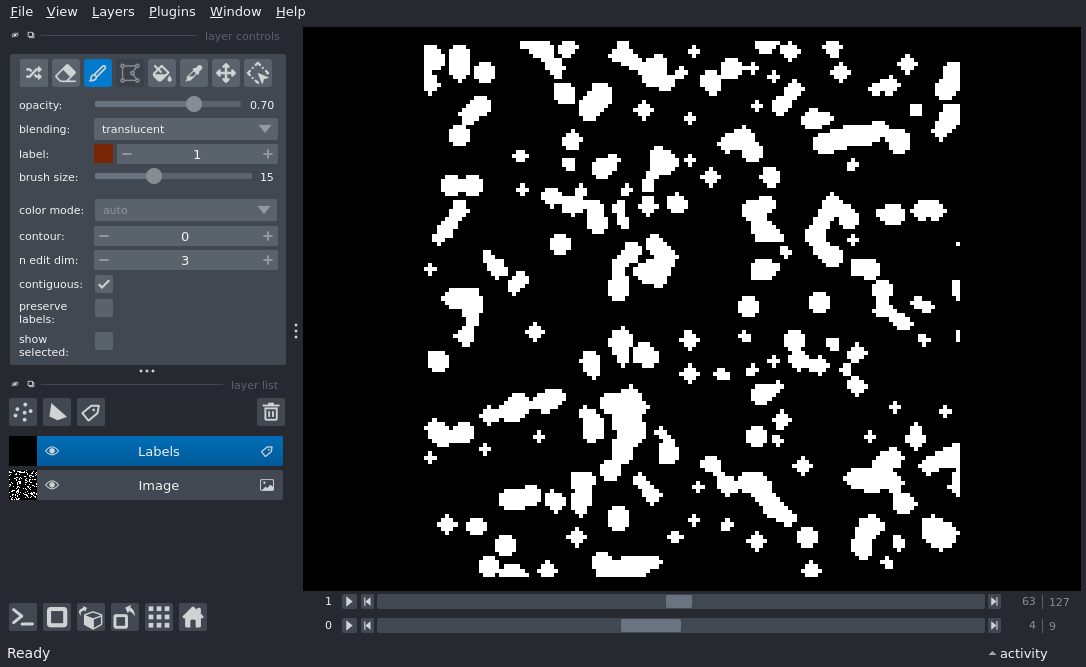 File View Layers Plugins Window Help
layer controls
opacity: 0.70
blending: translucent
label: 1
brush size: 15
color mode: auto
contour: 0
n edit dim: 3
contiguous:
preserve
labels:
show
selected:
layer list
Labels
Image
1 63 127
0 4 9
Ready activity